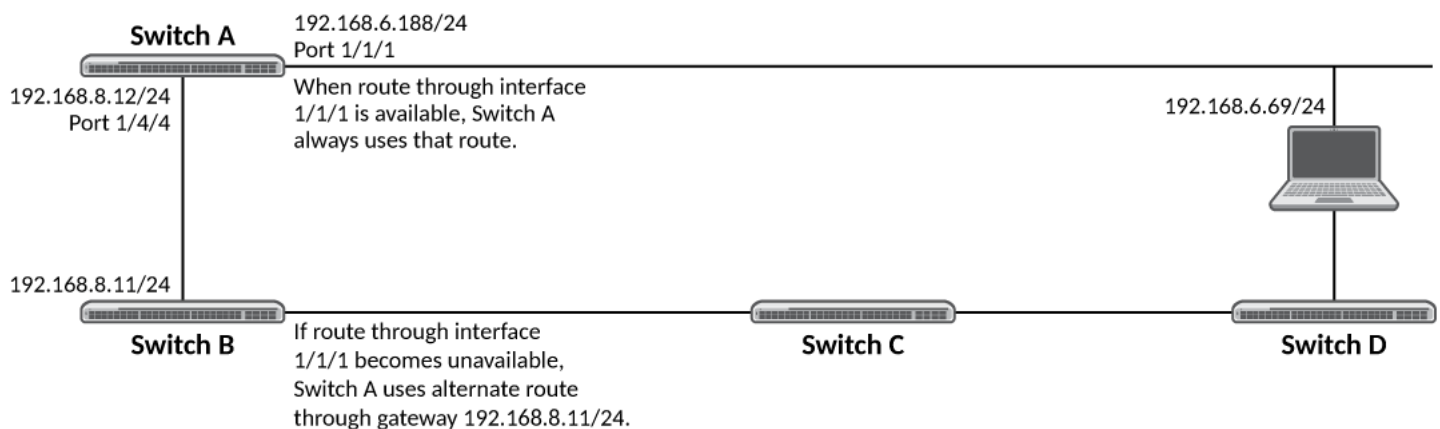 Switch A
192.168.6.188/24
Port 1/1/1
When route through interface
1/1/1 is available, Switch A
always uses that route.
192.168.8.12/24
Port 1/4/4
192.168.6.69/24
192.168.8.11/24
Switch B
If route through interface
1/1/1 becomes unavailable,
Switch A uses alternate route
through gateway 192.168.8.11/24.
Switch C
Switch D